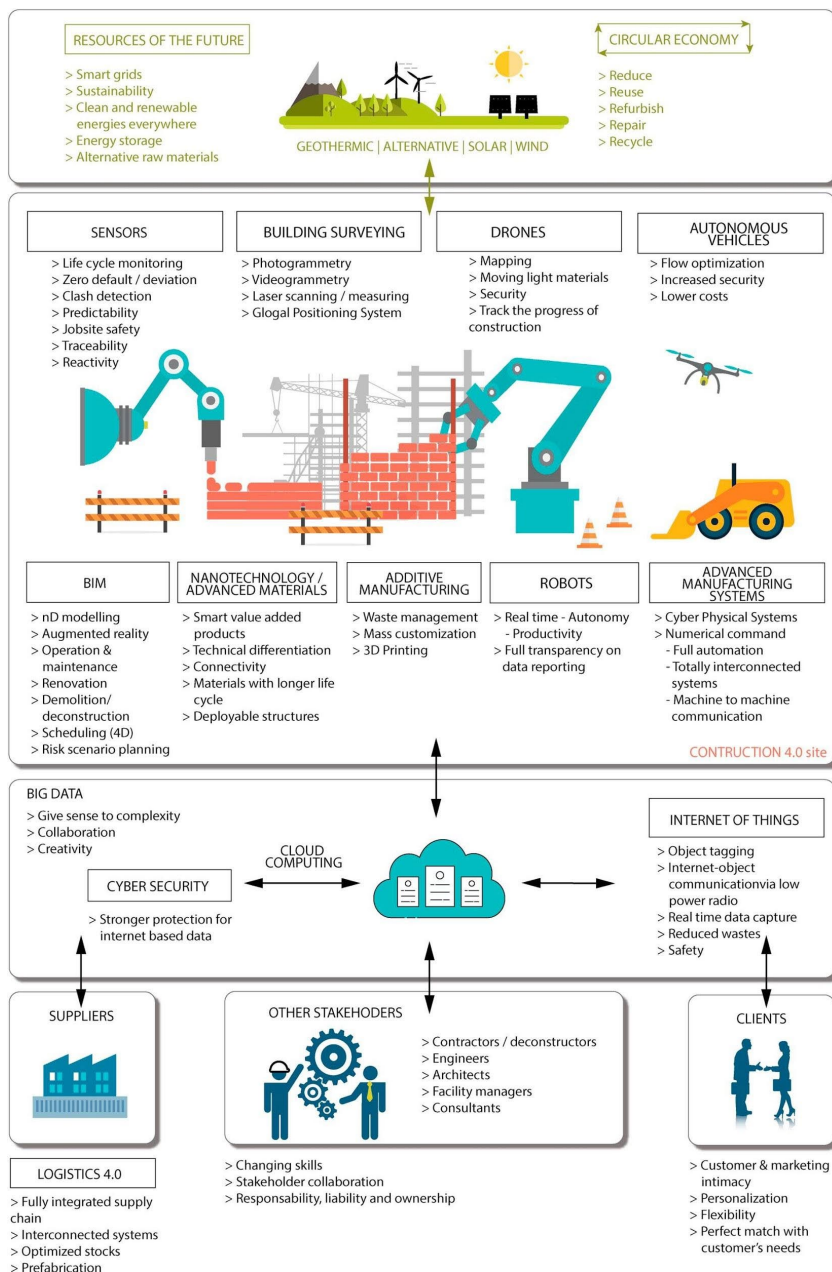 RESOURCES OF THE FUTURE
> Smart grids
> Sustainability
> Clean and renewable
energies everywhere
> Energy storage
> Alternative raw materials
GEOTHERMIC | ALTERNATIVE | SOLAR | WIND
CIRCULAR ECONOMY
> Reduce
> Reuse
> Refurbish
> Repair
> Recycle
SENSORS
> Life cycle monitoring
> Zero default / deviation
> Clash detection
> Predictability
> Jobsite safety
> Traceability
> Reactivity
BUILDING SURVEYING
> Photogrammetry
> Videogrammetry
> Laser scanning / measuring
> Glogal Positioning System
DRONES
> Mapping
> Moving light materials
> Security
> Track the progress of
construction
AUTONOMOUS
VEHICLES
> Flow optimization
> Increased security
> Lower costs
BIM
> nD modelling
> Augmented reality
> Operation &
maintenance
> Renovation
> Demolition/
deconstruction
> Scheduling (4D)
> Risk scenario planning
NANOTECHNOLOGY /
ADVANCED MATERIALS
> Smart value added
products
> Technical differentiation
> Connectivity
> Materials with longer life
cycle
> Deployable structures
ADDITIVE
MANUFACTURING
> Waste management
> Mass customization
> 3D Printing
ROBOTS
> Real time - Autonomy
- Productivity
> Full transparency on
data reporting
ADVANCED
MANUFACTURING
SYSTEMS
> Cyber Physical Systems
> Numerical command
- Full automation
- Totally interconnected
systems
- Machine to machine
communication
CONTRUCTION 4.0 site
BIG DATA
> Give sense to complexity
> Collaboration
> Creativity
CLOUD
COMPUTING
CYBER SECURITY
> Stronger protection for
internet based data
INTERNET OF THINGS
> Object tagging
> Internet-object
communicationvia low
power radio
> Real time data capture
> Reduced wastes
> Safety
SUPPLIERS
LOGISTICS 4.0
> Fully integrated supply
chain
> Interconnected systems
> Optimized stocks
> Prefabrication
OTHER STAKEHODERS
> Contractors / deconstructors
> Engineers
> Architects
> Facility managers
> Consultants
> Changing skills
> Stakeholder collaboration
> Responsability, liability and ownership
CLIENTS
> Customer & marketing
intimacy
> Personalization
> Flexibility
> Perfect match with
customer's needs